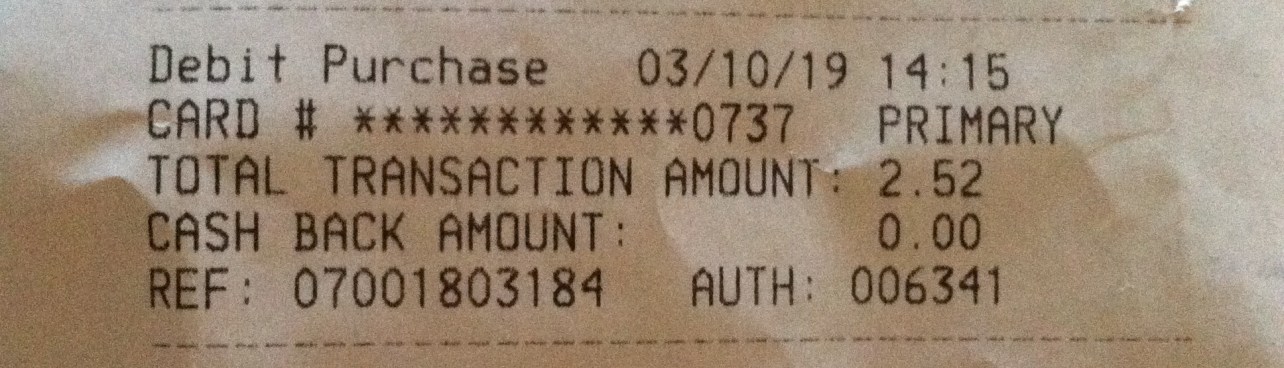 Debit Purchase 03/10/19 14:15
CARD # ************0737 PRIMARY
TOTAL TRANSACTION AMOUNT: 2.52
CASH BACK AMOUNT: 0.00
REF: 07001803184 AUTH: 006341